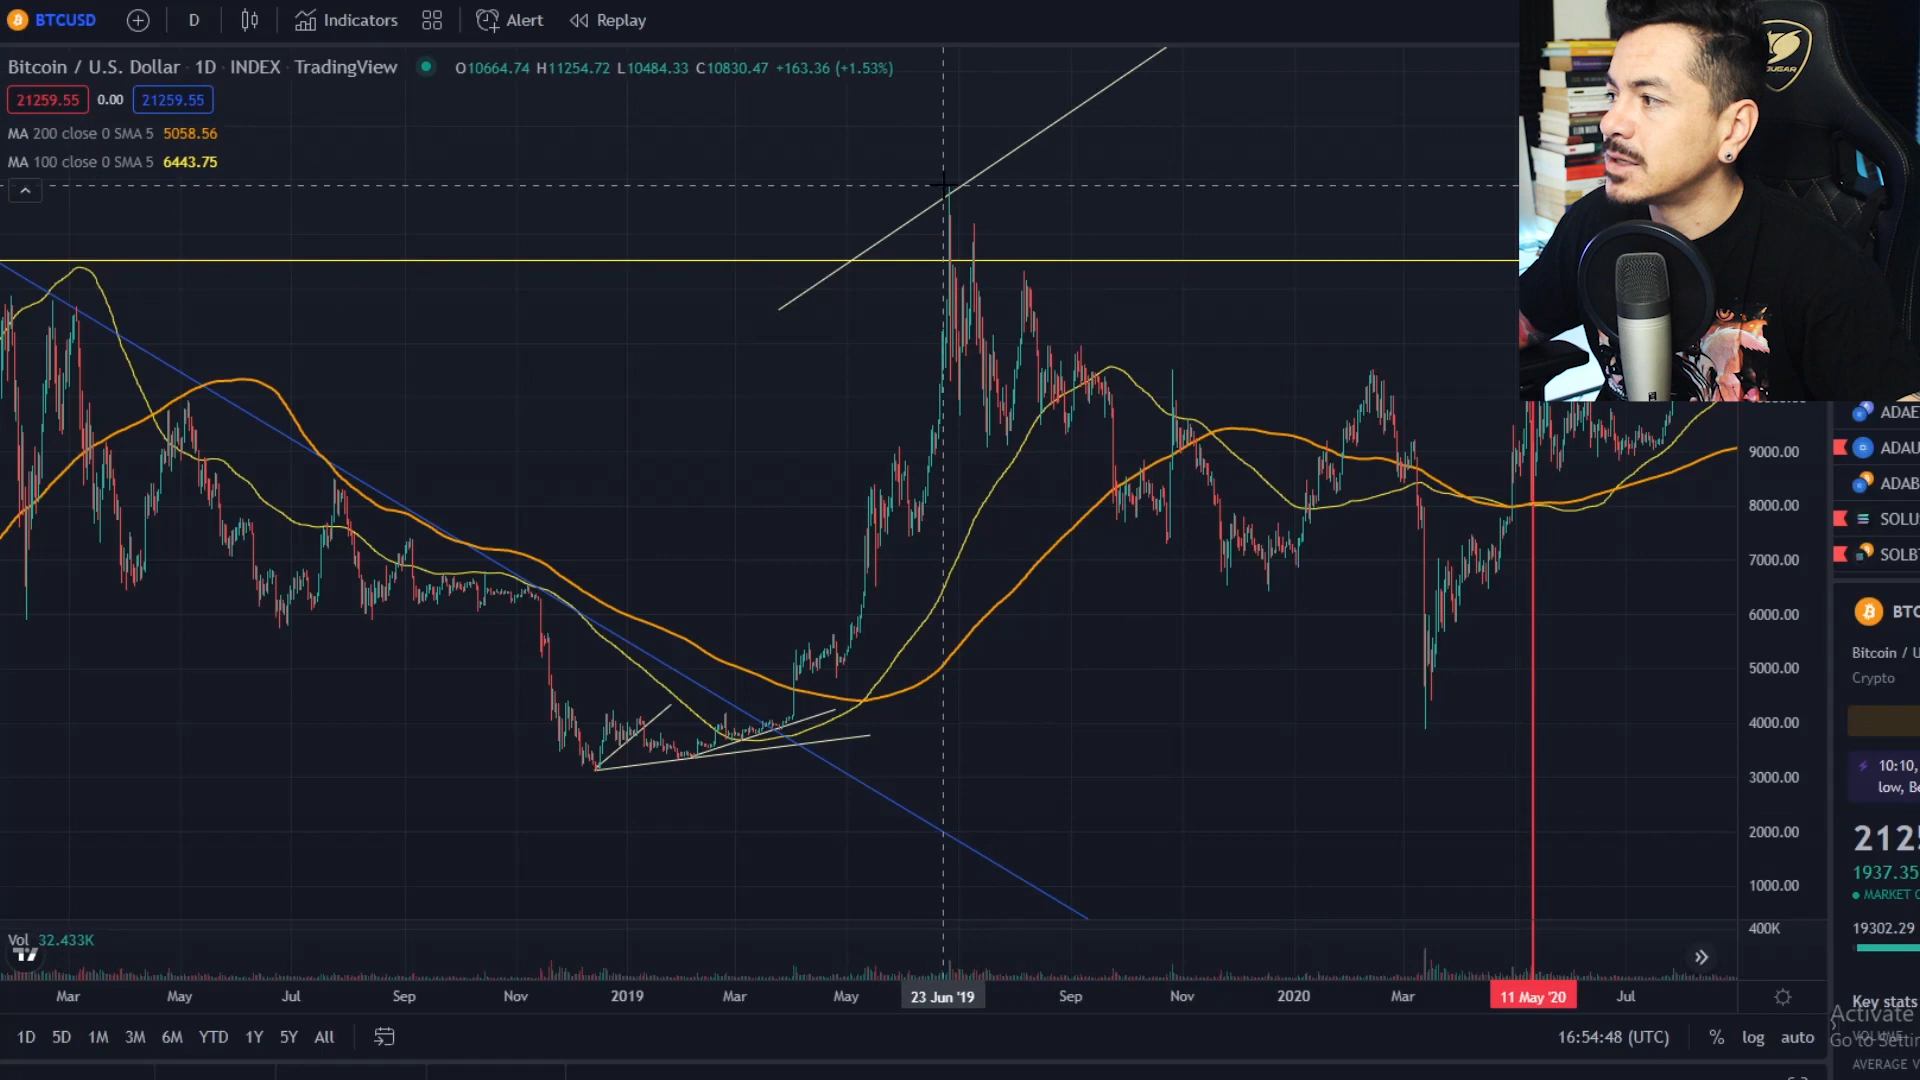 BTCUSD D Indicators Alert Replay
Bitcoin / U.S. Dollar · 1D · INDEX · TradingView O10664.74 H11254.72 L10484.33 C10830.47 +163.36 (+1.53%)
21259.55 0.00 21259.55
MA 200 close 0 SMA 5 5058.56
MA 100 close 0 SMA 5 6443.75
COUGAR
9000.00
8000.00
7000.00
6000.00
5000.00
4000.00
3000.00
2000.00
1000.00
400K
ADAU
ADAB
SOLU
SOLBT
BTC
Bitcoin / U
Crypto
10:10,
low, Be
2125
1937.35
MARKET
19302.29
Key stats
Activate
Go to Settin
AVERAGE V
Vol 32.433K
Mar May Jul Sep Nov 2019 Mar May 23 Jun '19 Sep Nov 2020 Mar 11 May '20 Jul
1D 5D 1M 3M 6M YTD 1Y 5Y All 16:54:48 (UTC) % log auto